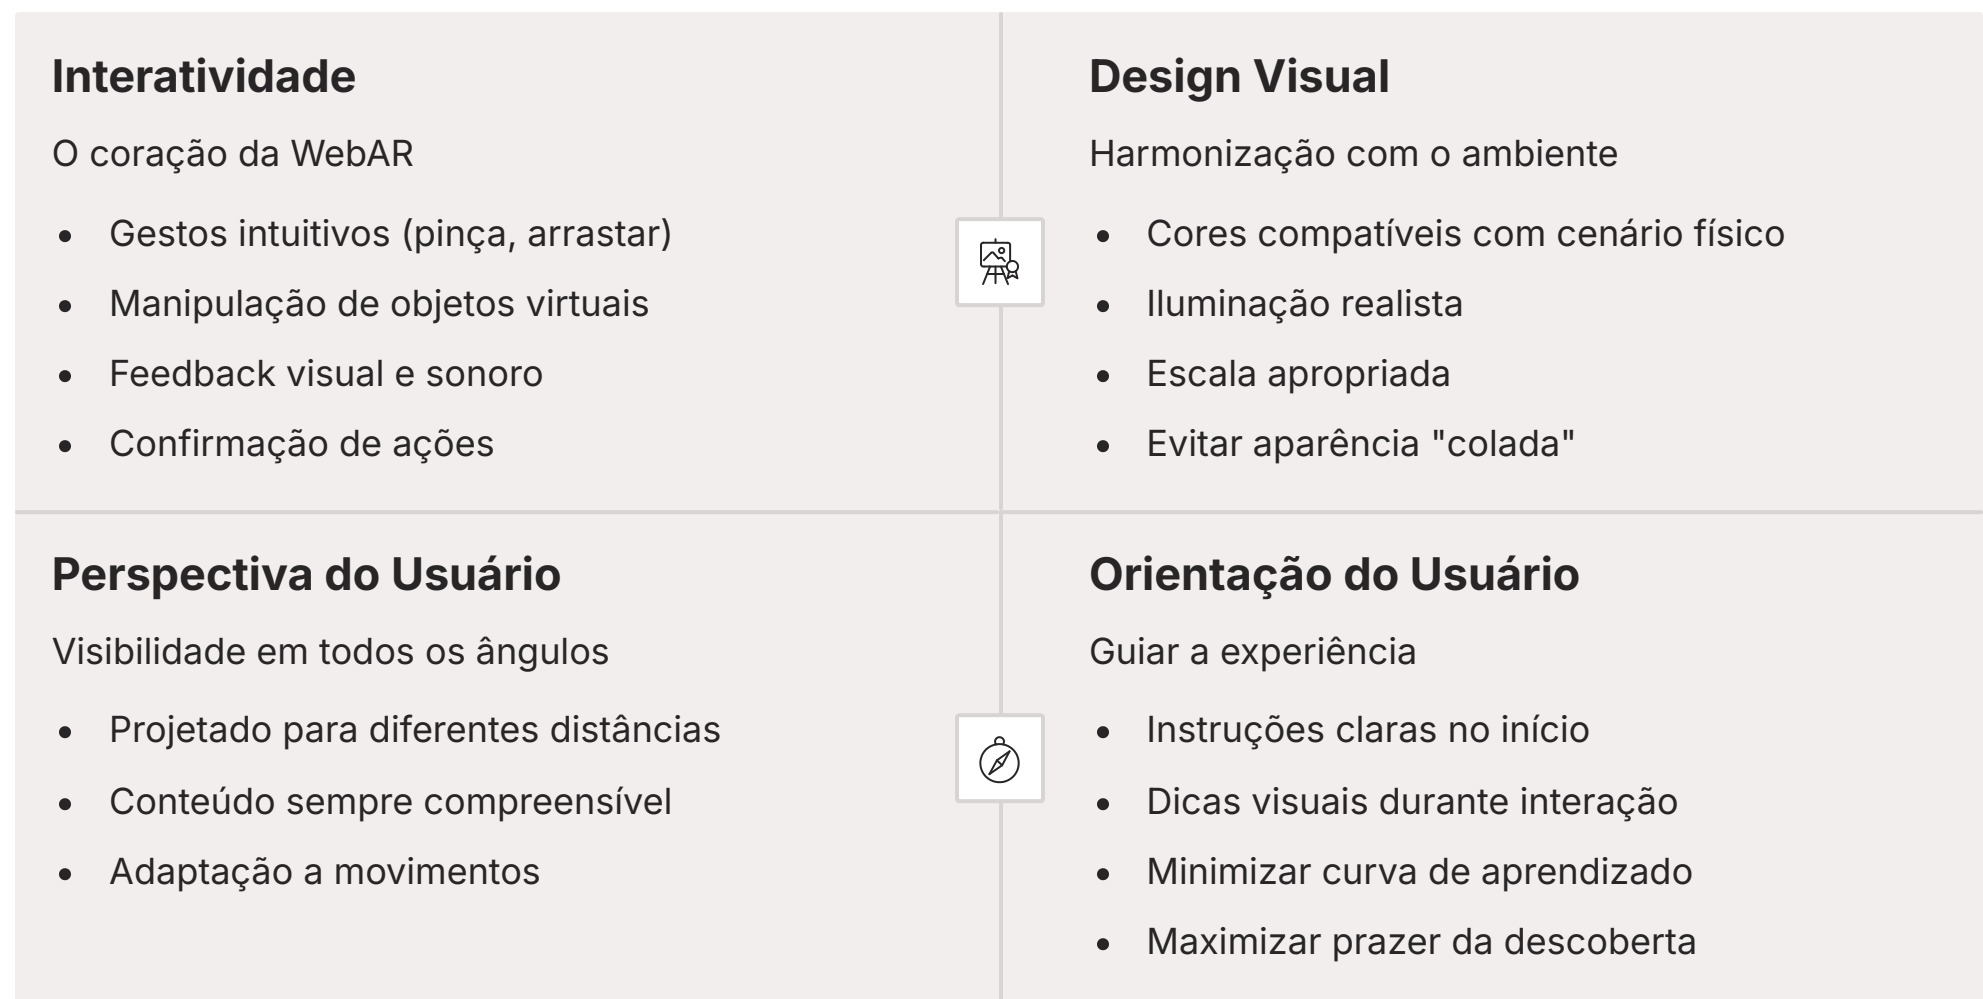 Interatividade
O coração da WebAR
• Gestos intuitivos (pinça, arrastar)
• Manipulação de objetos virtuais
• Feedback visual e sonoro
• Confirmação de ações
Design Visual
Harmonização com o ambiente
• Cores compatíveis com cenário físico
• Iluminação realista
• Escala apropriada
• Evitar aparência "colada"
Perspectiva do Usuário
Visibilidade em todos os ângulos
• Projetado para diferentes distâncias
• Conteúdo sempre compreensível
• Adaptação a movimentos
Orientação do Usuário
Guiar a experiência
• Instruções claras no início
• Dicas visuais durante interação
• Minimizar curva de aprendizado
• Maximizar prazer da descoberta